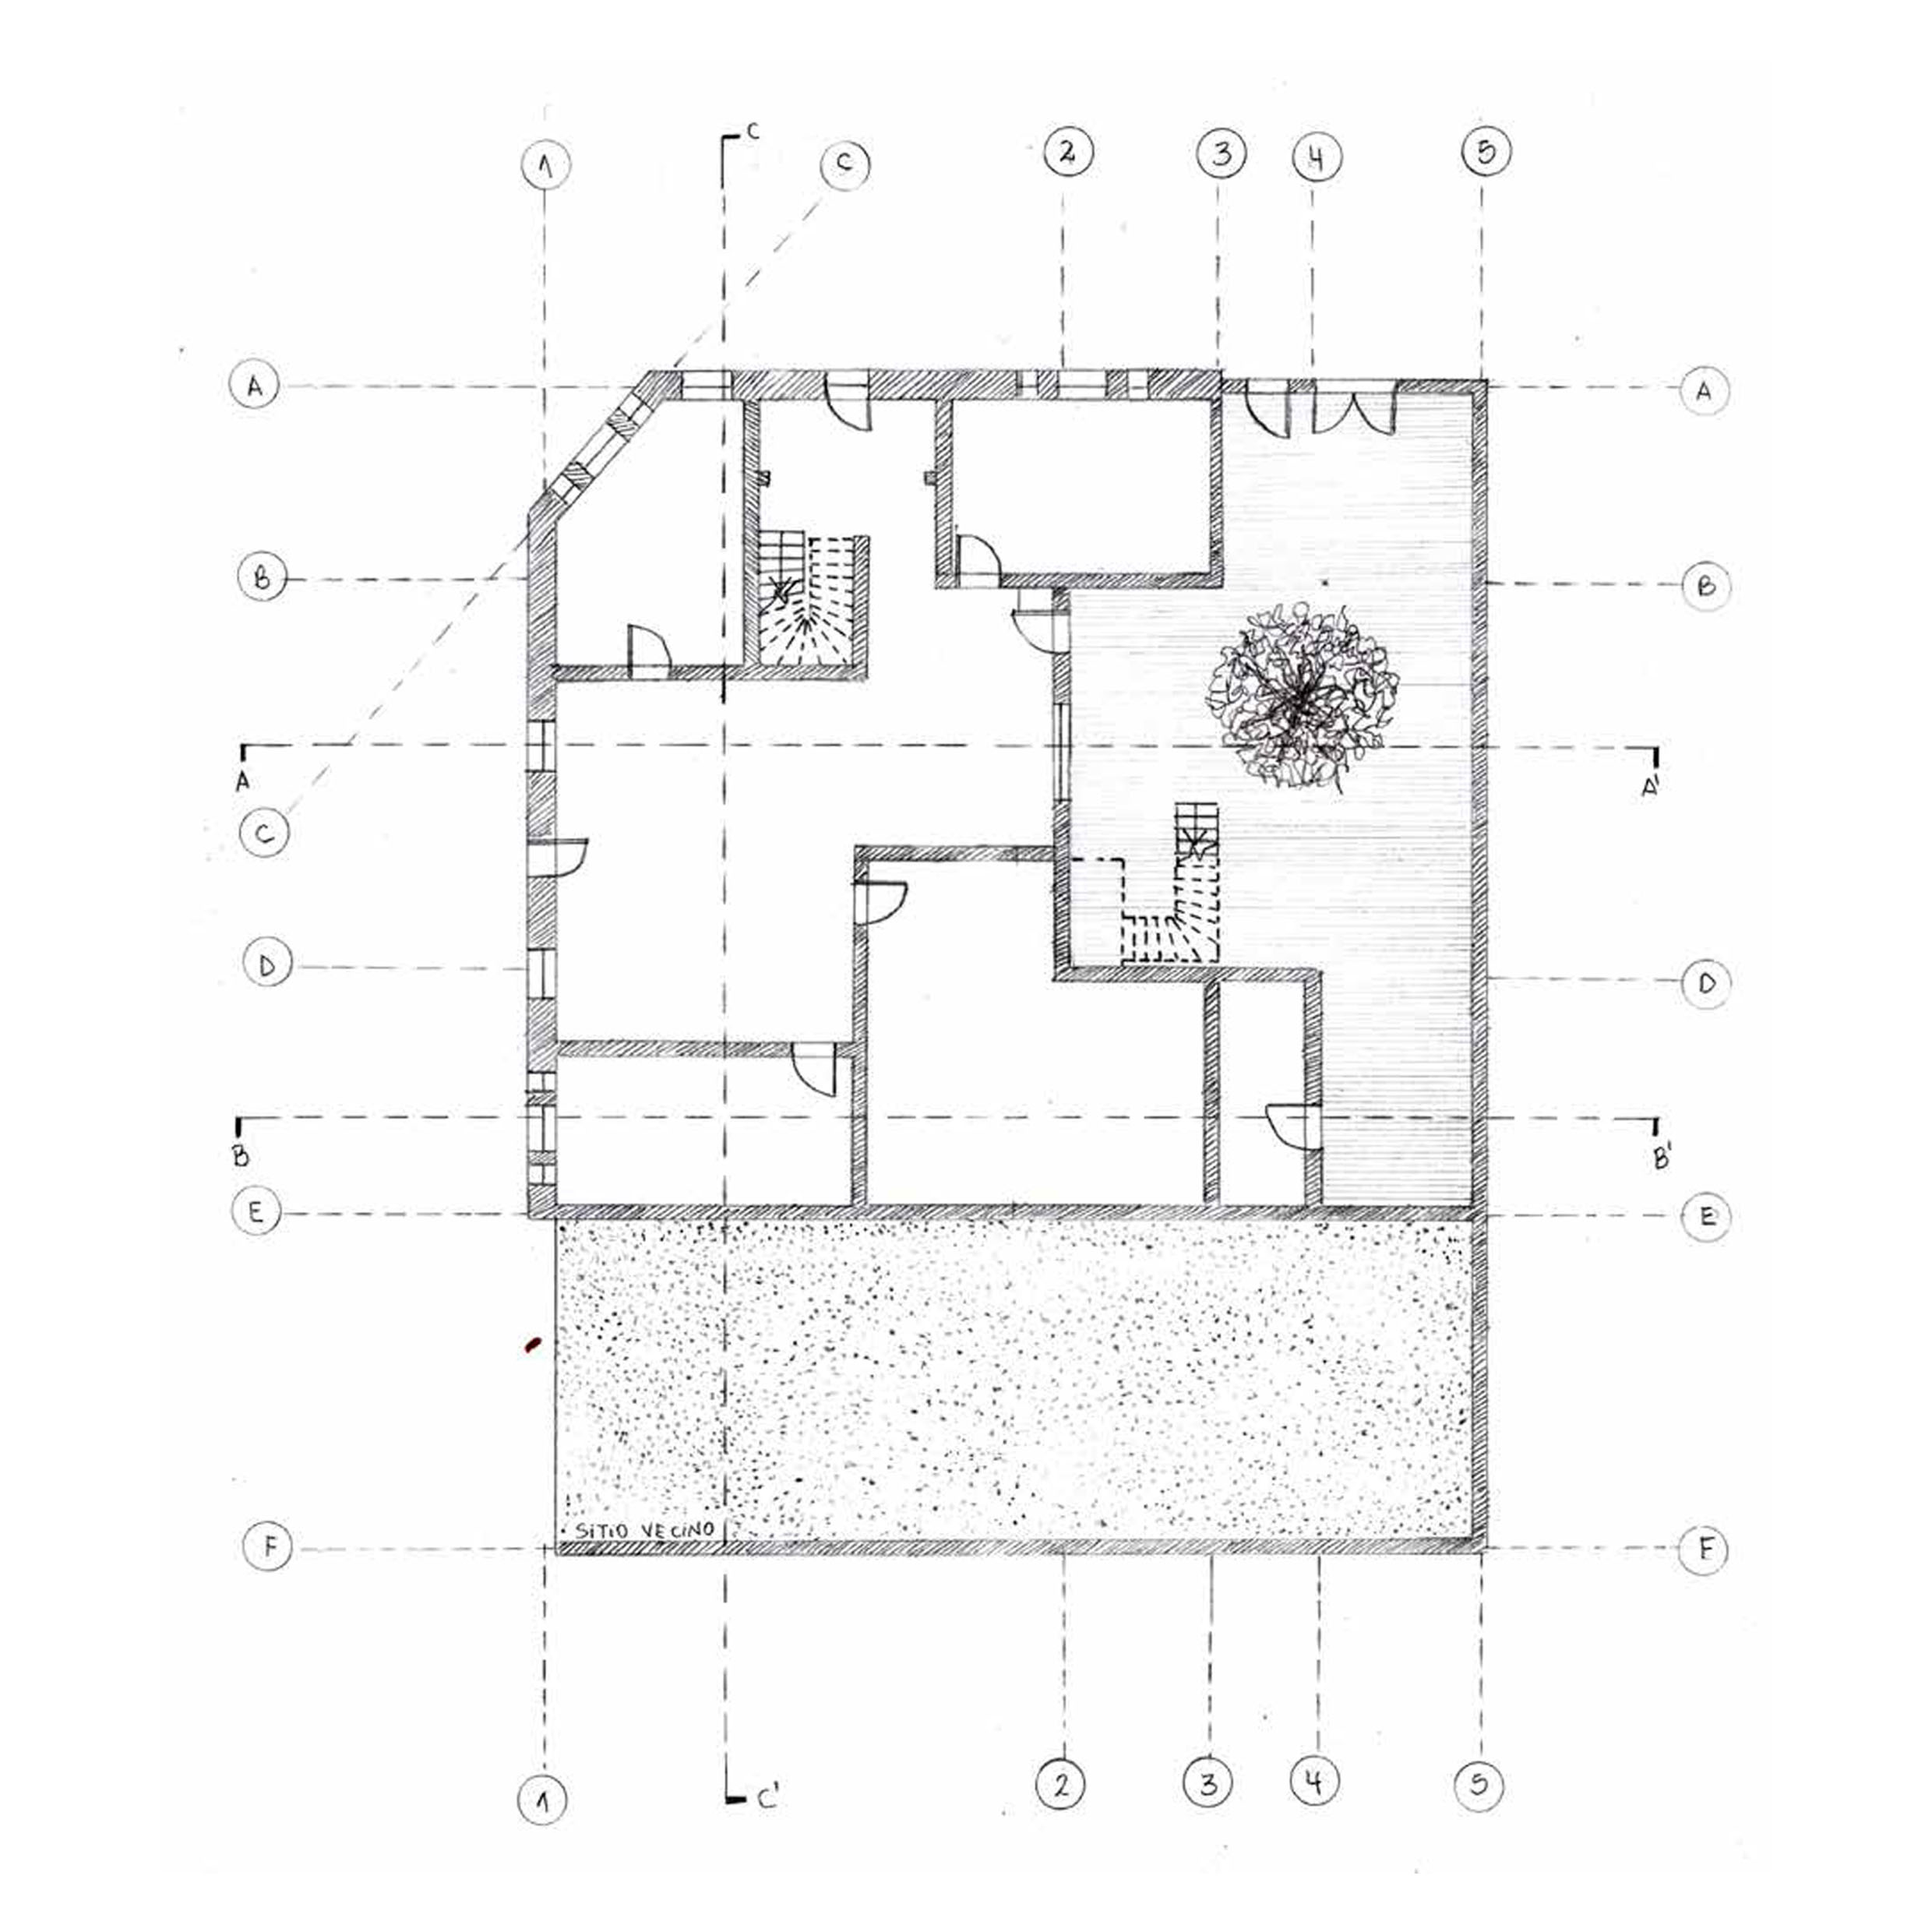 C
1 C 2 3 4 5
A A
B B
A A'
C
D D
B B'
E E
SITIO VECINO
F F
1 C' 2 3 4 5